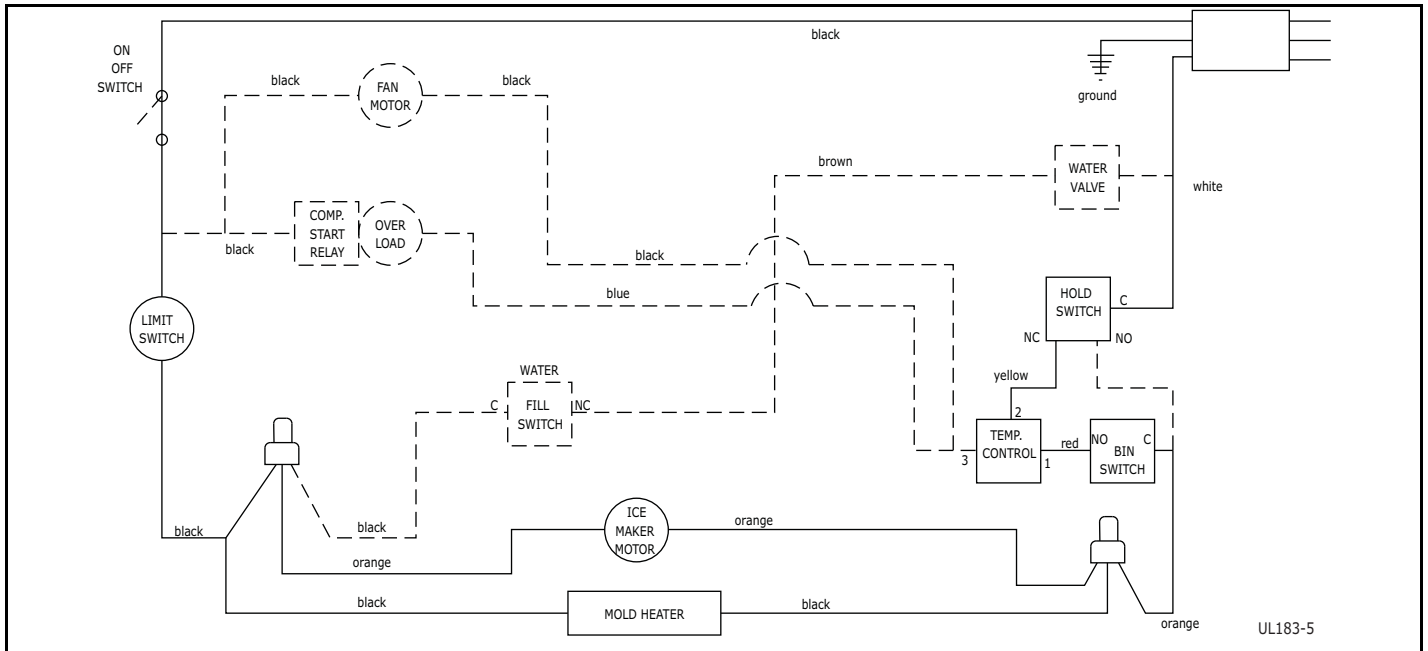 black
ON
OFF
SWITCH
ground
black
FAN
MOTOR
black
brown
WATER
VALVE
white
COMP.
START
RELAY
OVER
LOAD
black
black
blue
HOLD
SWITCH
C
NC
NO
LIMIT
SWITCH
WATER
C
FILL
SWITCH
NC
yellow
2
TEMP.
CONTROL
3
1
red
NO
C
BIN
SWITCH
black
black
orange
ICE
MAKER
MOTOR
orange
black
MOLD HEATER
black
orange
UL183-5